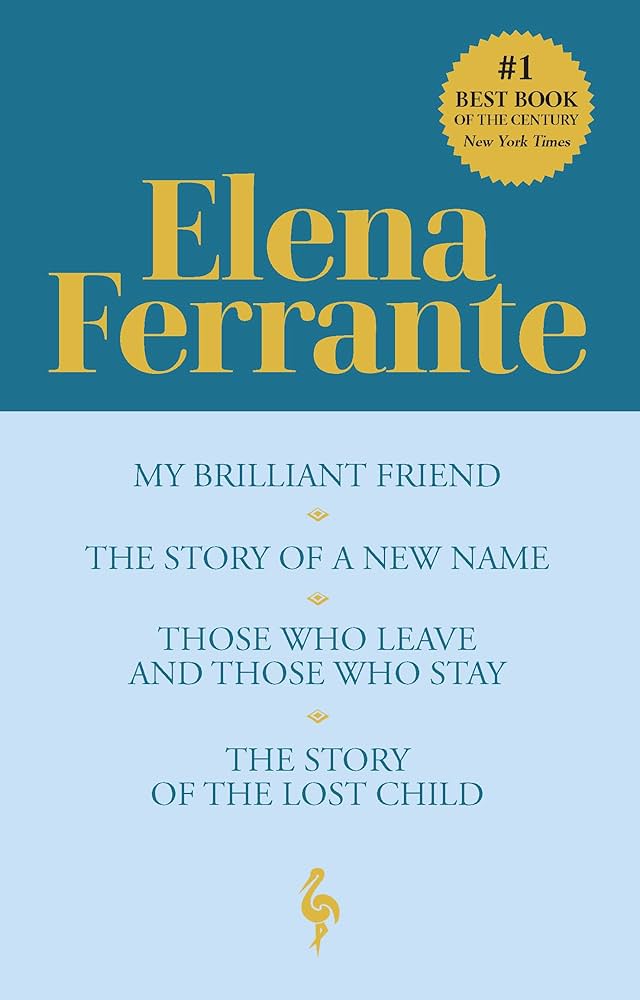 #1
BEST BOOK
OF THE CENTURY
New York Times
Elena
Ferrante
MY BRILLIANT FRIEND
THE STORY OF A NEW NAME
THOSE WHO LEAVE
AND THOSE WHO STAY
THE STORY
OF THE LOST CHILD